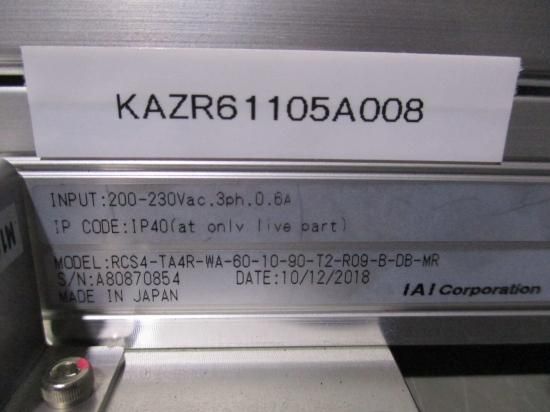 KAZR61105A008
INPUT:200-230Vac.3ph.0.6A
IP CODE:IP40(at only live part)
MODEL:RCS4-TA4R-WA-60-10-90-T2-R09-B-DB-MR
S/N:A80870854 DATE:10/12/2018
MADE IN JAPAN
IAI Corporation